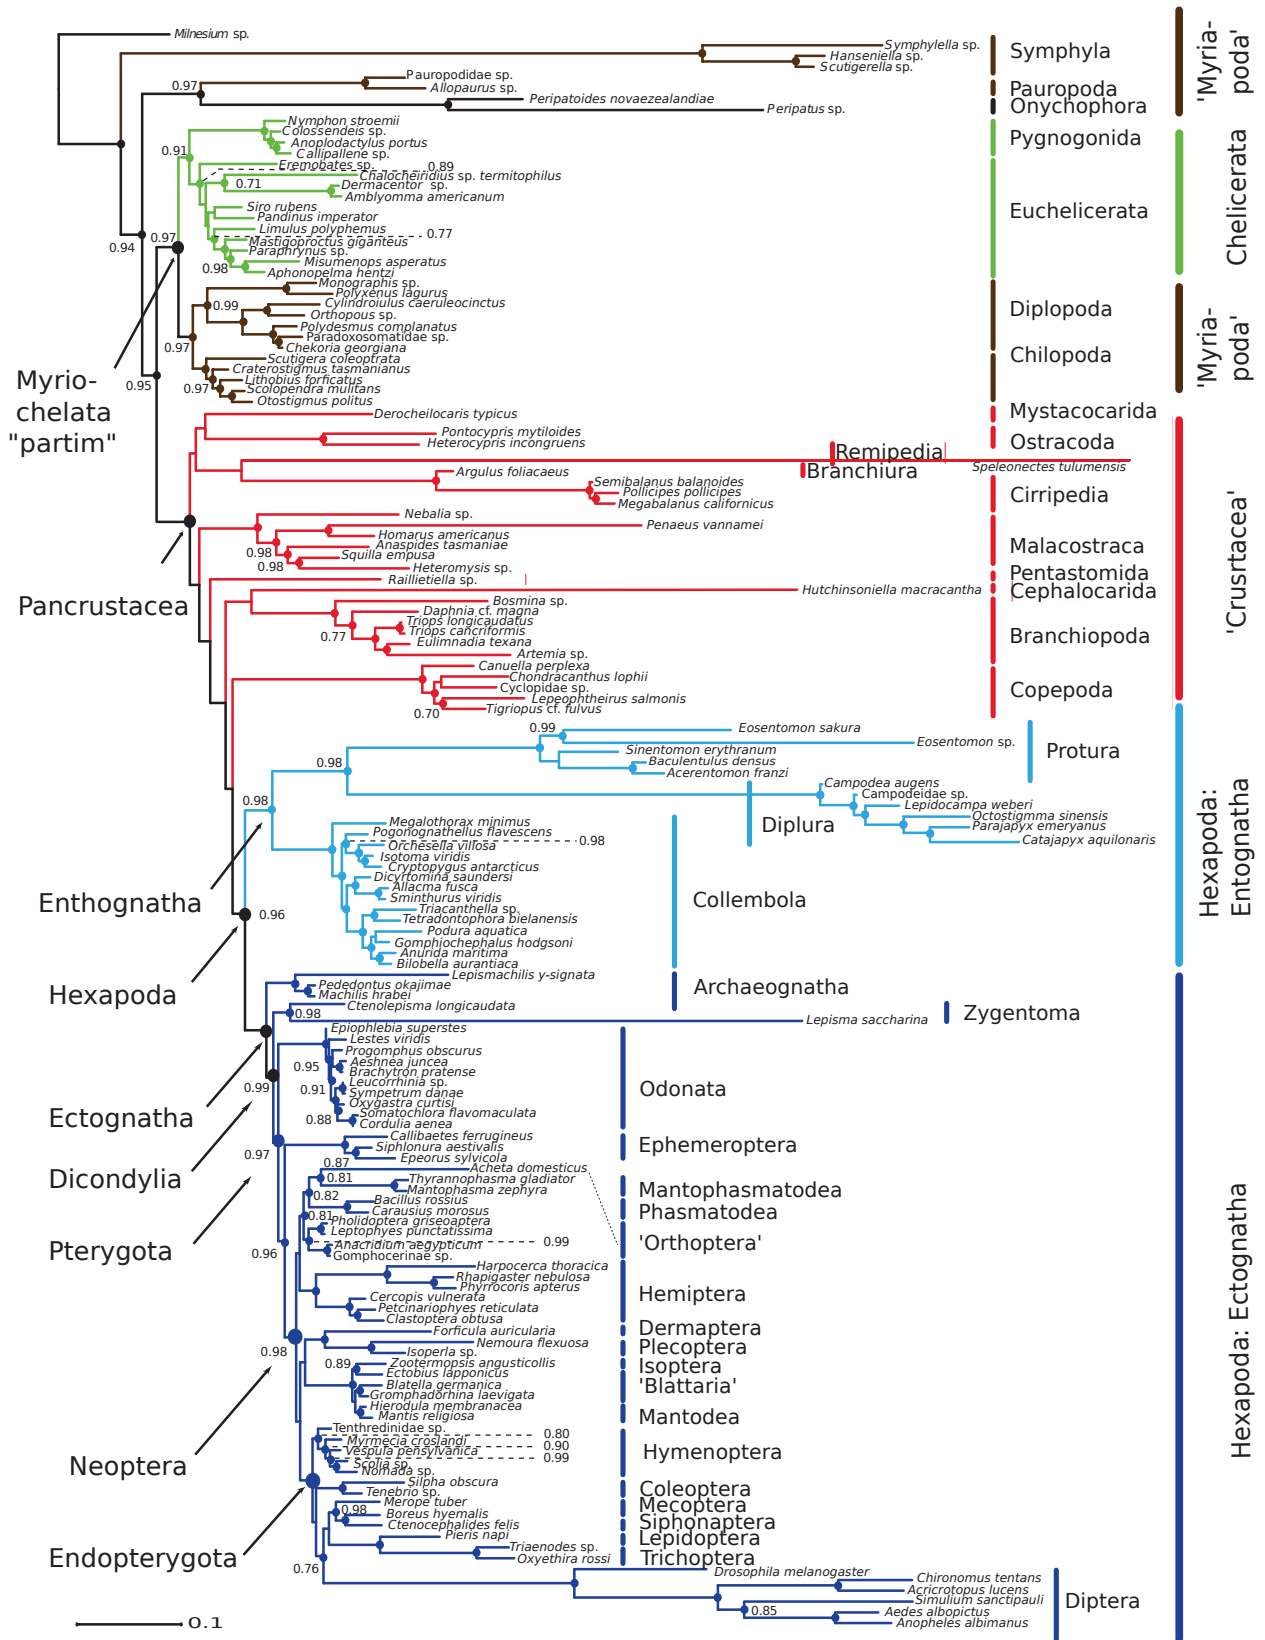 Milnesium sp.
Symphylella sp.
Hanseniella sp.
Scutigerella sp.
Symphyla
Pauropodidae sp.
Allopaurus sp.
0.97
Pauropoda
Peripatoides novaezealandiae
Peripatus sp.
Onychophora
'Myria-
poda'
Nymphon stroemii
Colossendeis sp.
Anoplodactylus portus
Callipallene sp.
Pygnogonida
0.91
Eremobates sp.
0.89
Chalocheiridius sp. termitophilus
0.71
Dermacentor sp.
Amblyomma americanum
Siro rubens
Pandinus imperator
Limulus polyphemus
0.77
Mastigoproctus giganteus
Paraphrynus sp.
Misumenops asperatus
0.98
Aphonopelma hentzi
Euchelicerata
Chelicerata
0.94
0.97
Monographis sp.
Polyxenus lagurus
Cylindroiulus caeruleocinctus
0.99
Orthopous sp.
Polydesmus complanatus
Paradoxosomatidae sp.
Chekoria georgiana
Diplopoda
0.97
Scutigera coleoptrata
Craterostigmus tasmanianus
Lithobius forficatus
0.97
Scolopendra mulitans
Otostigmus politus
Chilopoda
'Myria-
poda'
0.95
Myrio-
chelata
"partim"
Derocheilocaris typicus
Mystacocarida
Pontocypris mytiloides
Heterocypris incongruens
Ostracoda
Remipedia
Speleonectes tulumensis
Argulus foliacaeus
Branchiura
Semibalanus balanoides
Pollicipes pollicipes
Megabalanus californicus
Cirripedia
Nebalia sp.
Penaeus vannamei
Homarus americanus
Anaspides tasmaniae
0.98
Squilla empusa
0.98
Heteromysis sp.
Malacostraca
Raillietiella sp.
Pentastomida
Hutchinsoniella macracantha
Cephalocarida
Pancrustacea
Bosmina sp.
Daphnia cf. magna
Triops longicaudatus
Triops cancriformis
0.77
Eulimnadia texana
Artemia sp.
Branchiopoda
Canuella perplexa
Chondracanthus lophii
Cyclopidae sp.
Lepeophtheirus salmonis
0.70
Tigriopus cf. fulvus
Copepoda
'Crusrtacea'
0.99
Eosentomon sakura
Eosentomon sp.
Sinentomon erythranum
Baculentulus densus
Acerentomon franzi
Protura
0.98
Campodea augens
Campodeidae sp.
Lepidocampa weberi
Octostigmma sinensis
Parajapyx emeryanus
Catajapyx aquilonaris
Diplura
0.98
Megalothorax minimus
Pogonognathellus flavescens
0.98
Orchesella villosa
Isotoma viridis
Cryptopygus antarcticus
Dicyrtomina saundersi
Allacma fusca
Sminthurus viridis
Triacanthella sp.
Tetradontophora bielanensis
Podura aquatica
Gomphiochephalus hodgsoni
Anurida maritima
Bilobella aurantiaca
Collembola
Enthognatha
0.96
Hexapoda:
Entognatha
Hexapoda
Lepismachilis y-signata
Pededontus okajimae
Machilis hrabei
Archaeognatha
Ctenolepisma longicaudata
0.98
Lepisma saccharina
Zygentoma
Epiophlebia superstes
Lestes viridis
Progomphus obscurus
0.95
Aeshnea juncea
Brachytron pratense
Leucorrhinia sp.
0.91
Sympetrum danae
Oxygastra curtisi
Somatochlora flavomaculata
0.88
Cordulia aenea
Odonata
0.99
Ectognatha
Callibaetes ferrugineus
Siphlonura aestivalis
Epeorus sylvicola
Ephemeroptera
0.97
Dicondylia
0.87
Acheta domesticus
0.81
Thyrannophasma gladiator
Mantophasma zephyra
Mantophasmatodea
0.82
Bacillus rossius
Carausius morosus
Phasmatodea
0.81
Pholidoptera griseoaptera
Leptophyes punctatissima
0.99
Anacidium aegypticum
Gomphocerinae sp.
'Orthoptera'
Pterygota
0.96
Harpocerca thoracica
Rhapigaster nebulosa
Phyrrocoris apterus
Cercopis vulnerata
Petcinariophyes reticulata
Clastoptera obtusa
Hemiptera
Forficula auricularia
Dermaptera
0.98
Nemoura flexuosa
Isoperla sp.
Plecoptera
0.89
Zootermopsis angusticollis
Isoptera
Ectobius lapponicus
Blatella germanica
Gromphadorhina laevigata
'Blattaria'
Hierodula membranacea
Mantis religiosa
Mantodea
Neoptera
Tenthredinidae sp.
0.80
Myrmecia croslandi
0.90
Vespula pensylvanica
0.99
Scolia sp.
Nomada sp.
Hymenoptera
Silpha obscura
Tenebrio sp.
Coleoptera
Merope tuber
Mecoptera
0.98
Boreus hyemalis
Ctenocephalides felis
Siphonaptera
Pieris napi
Lepidoptera
Triaenodes sp.
Oxyethira rossi
Trichoptera
Endopterygota
0.76
Drosophila melanogaster
Chironomus tentans
Acricotopus lucens
Simulium sanctipauli
0.85
Aedes albopictus
Anopheles albimanus
Diptera
Hexapoda: Ectognatha
0.1